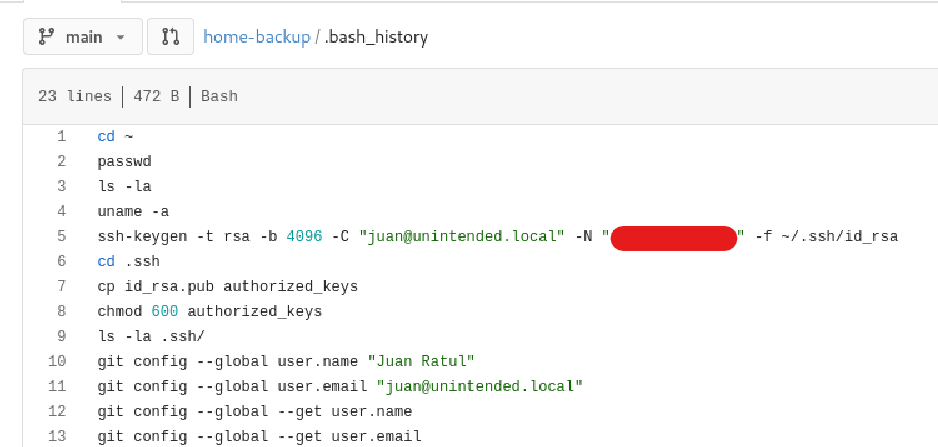 main home-backup / .bash_history
23 lines | 472 B | Bash
1 cd ~
2 passwd
3 ls -la
4 uname -a
5 ssh-keygen -t rsa -b 4096 -C "juan@unintended.local" -N " " -f ~/.ssh/id_rsa
6 cd .ssh
7 cp id_rsa.pub authorized_keys
8 chmod 600 authorized_keys
9 ls -la .ssh/
10 git config --global user.name "Juan Ratul"
11 git config --global user.email "juan@unintended.local"
12 git config --global --get user.name
13 git config --global --get user.email